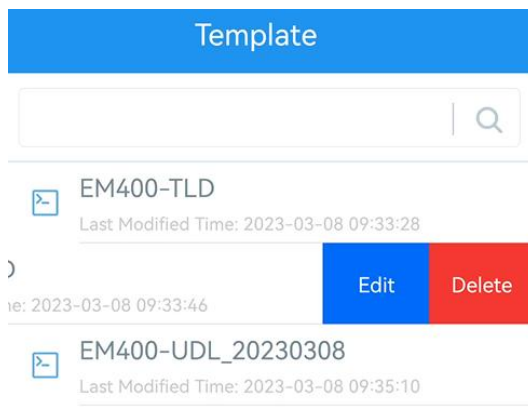 Template
EM400-TLD
Last Modified Time: 2023-03-08 09:33:28
Edit
Delete
2023-03-08 09:33:46
EM400-UDL_20230308
Last Modified Time: 2023-03-08 09:35:10